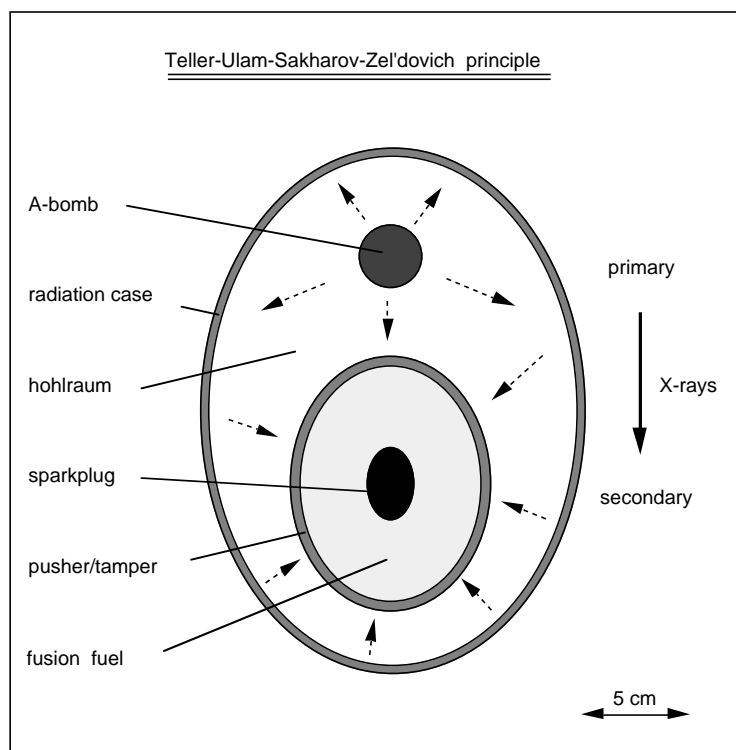 Teller-Ulam-Sakharov-Zel'dovich principle
A-bomb
radiation case
hohlraum
sparkplug
pusher/tamper
fusion fuel
primary
X-rays
secondary
5 cm